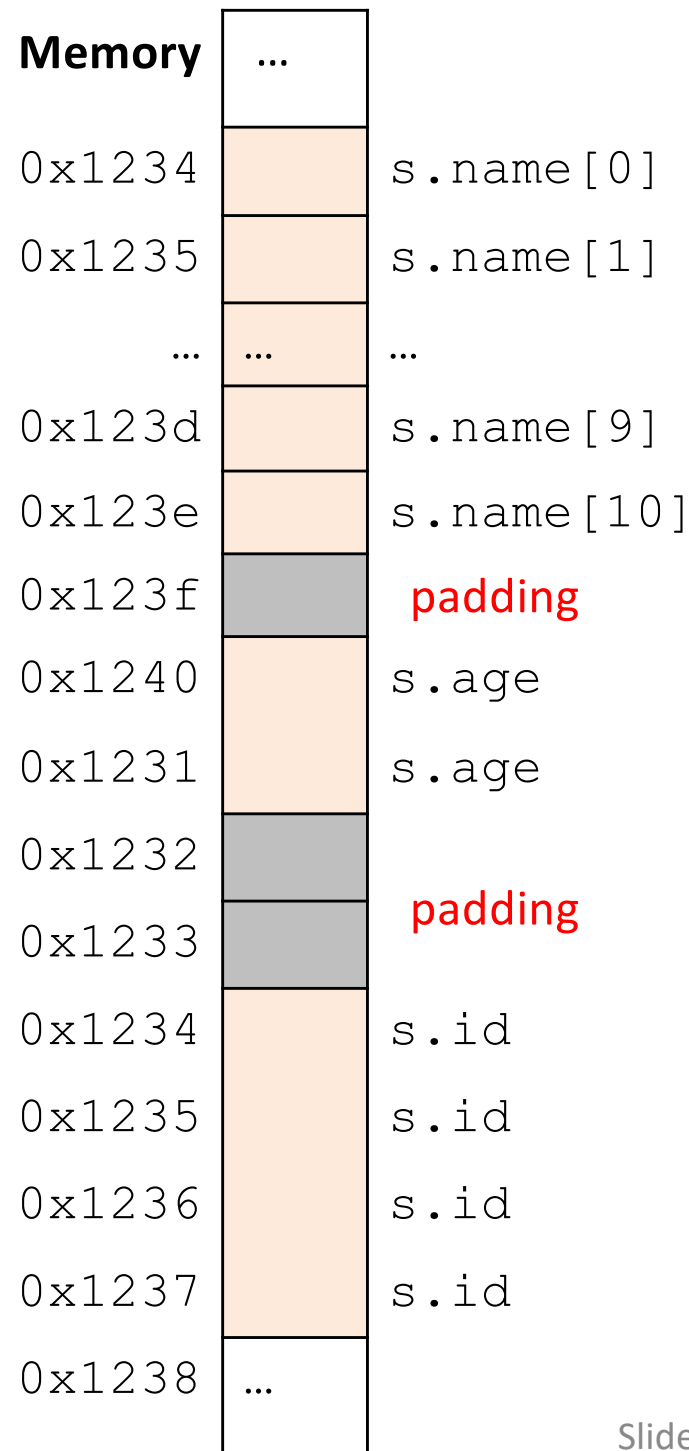 Memory …
0x1234 s.name[0]
0x1235 s.name[1]
… … …
0x123d s.name[9]
0x123e s.name[10]
0x123f padding
0x1240 s.age
0x1231 s.age
0x1232
padding
0x1233
0x1234 s.id
0x1235 s.id
0x1236 s.id
0x1237 s.id
0x1238 …
Slide